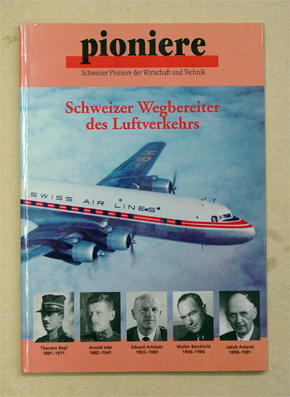 pioniere
Schweizer Pioniere der Wirtschaft und Technik
Schweizer Wegbereiter
des Luftverkehrs
SWISS AIR LINES
Theodor Real
1881–1971
Arnold Isler
1882–1941
Eduard Amstutz
1903–1985
Walter Berchtold
1906–1986
Jakob Ackeret
1898–1981